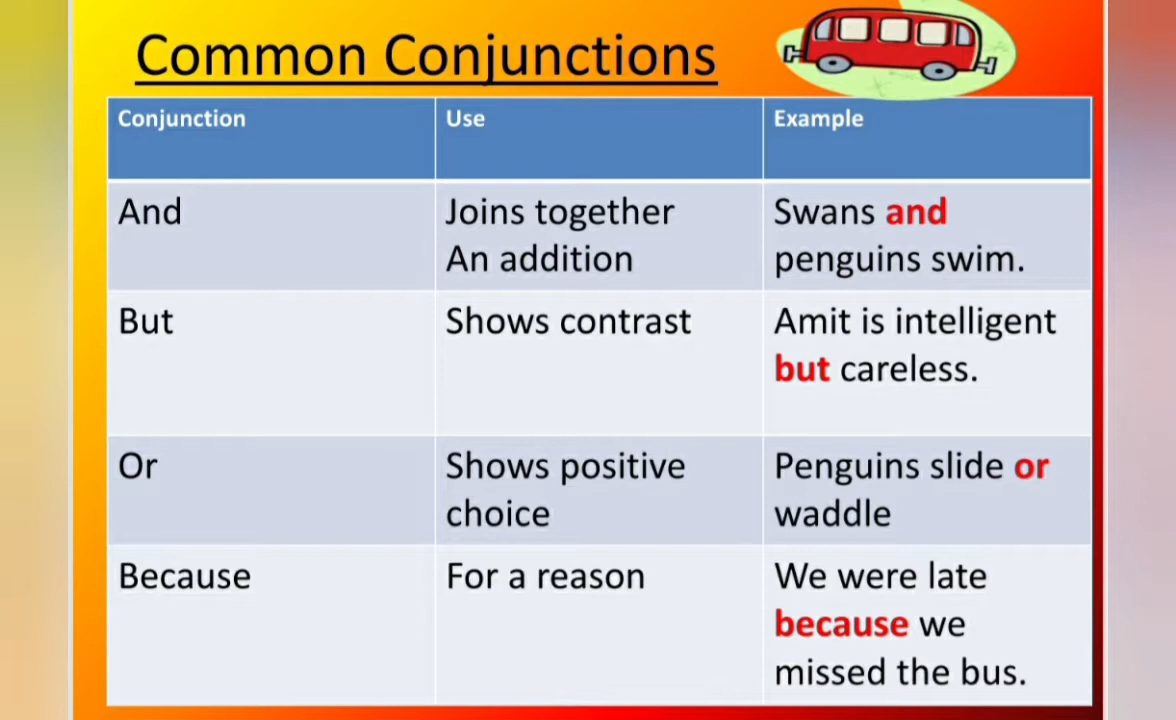 Common Conjunctions
Conjunction Use Example
And Joins together Swans and
An addition penguins swim.
But Shows contrast Amit is intelligent
but careless.
Or Shows positive Penguins slide or
choice waddle
Because For a reason We were late
because we
missed the bus.